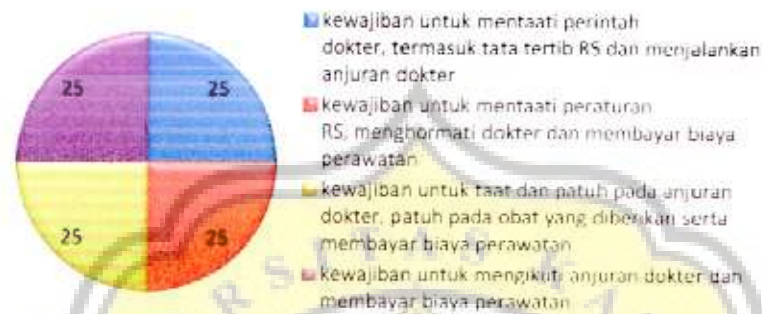 25
25
25
25
kewajiban untuk mentaati perintah
dokter, termasuk tata tertib RS dan menjalankan
anjuran dokter
kewajiban untuk mentaati peraturan
RS, menghormati dokter dan membayar biaya
perawatan
kewajiban untuk taat dan patuh pada anjuran
dokter, patuh pada obat yang diberikan serta
membayar biaya perawatan
kewajiban untuk mengikuti anjuran dokter dan
membayar biaya perawatan